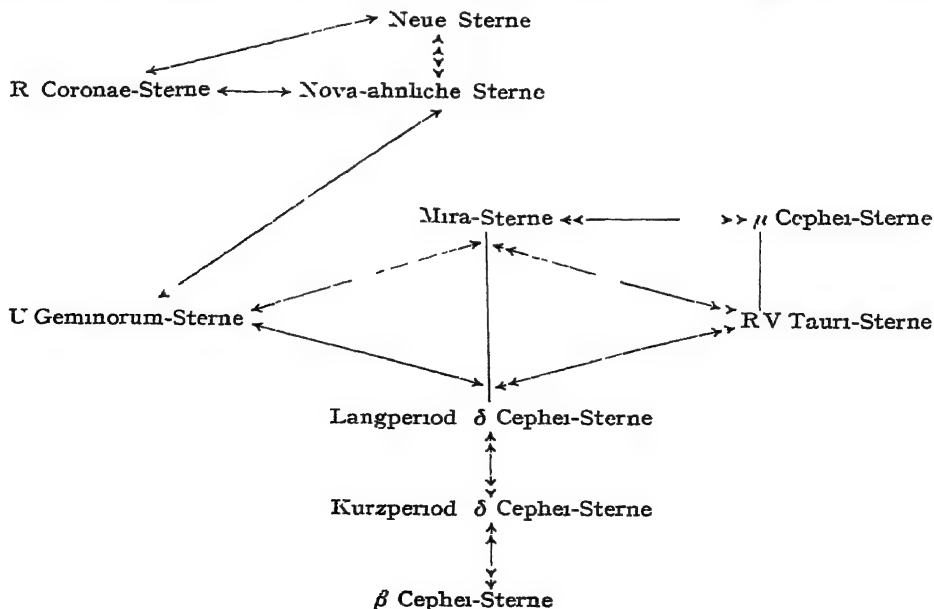 Neue Sterne
R Coronae-Sterne Nova-ahnliche Sterne
Mira-Sterne μ Cephei-Sterne
U Geminorum-Sterne RV Tauri-Sterne
Langperiod δ Cephei-Sterne
Kurzperiod δ Cephei-Sterne
β Cephei-Sterne